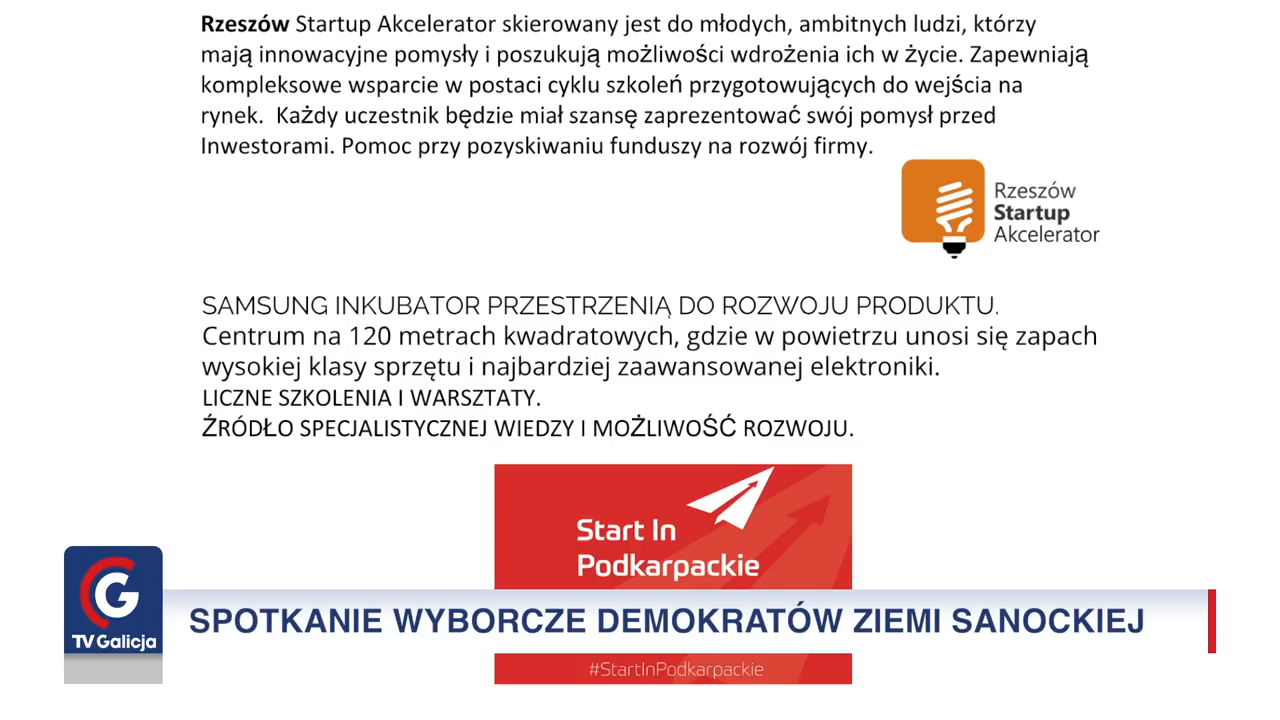 Rzeszów Startup Akcelerator skierowany jest do młodych, ambitnych ludzi, którzy
mają innowacyjne pomysły i poszukują możliwości wdrożenia ich w życie. Zapewniają
kompleksowe wsparcie w postaci cyklu szkoleń przygotowujących do wejścia na
rynek. Każdy uczestnik będzie miał szansę zaprezentować swój pomysł przed
Inwestorami. Pomoc przy pozyskiwaniu funduszy na rozwój firmy.
Rzeszów
Startup
Akcelerator
SAMSUNG INKUBATOR PRZESTRZENIĄ DO ROZWOJU PRODUKTU.
Centrum na 120 metrach kwadratowych, gdzie w powietrzu unosi się zapach
wysokiej klasy sprzętu i najbardziej zaawansowanej elektroniki.
LICZNE SZKOLENIA I WARSZTATY.
ŹRÓDŁO SPECJALISTYCZNEJ WIEDZY I MOŻLIWOŚĆ ROZWOJU.
Start In
Podkarpackie
G
TV Galicja
SPOTKANIE WYBORCZE DEMOKRATÓW ZIEMI SANOCKIEJ
#StartInPodkarpackie